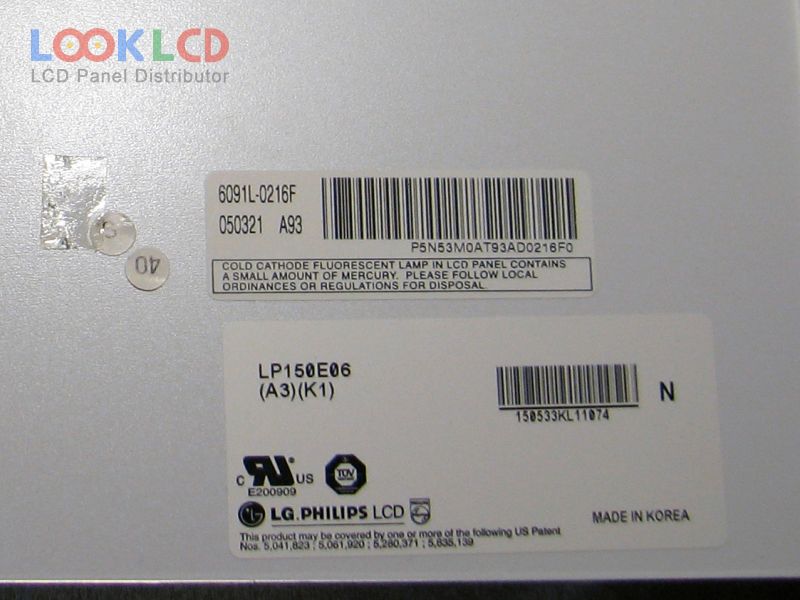 LOOKLCD
LCD Panel Distributor
6091L-0216F
050321 A93
P5N53M0AT93AD0216F0
COLD CATHODE FLUORESCENT LAMP IN LCD PANEL CONTAINS
A SMALL AMOUNT OF MERCURY. PLEASE FOLLOW LOCAL
ORDINANCES OR REGULATIONS FOR DISPOSAL.
40
LP150E06
(A3)(K1)
150533KL11074
N
C US
E200909
TÜV
LG.PHILIPS LCD
MADE IN KOREA
This product may be covered by one or more of the following US Patent
Nos. 5,041,823 ; 5,061,920 ; 5,280,371 ; 5,835,139